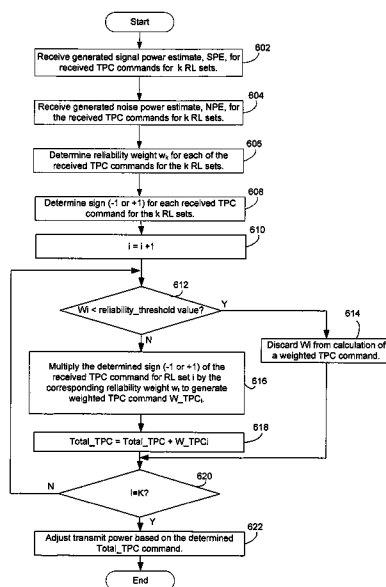 Start
Receive generated signal power estimate, SPE, for
received TPC commands for k RL sets.
602
Receive generated noise power estimate, NPE, for
the received TPC commands for k RL sets.
604
Determine reliability weight wₖ for each of the
received TPC commands for the k RL sets.
606
Determine sign (-1 or +1) for each received TPC
command for the k RL sets.
608
i = i +1
610
612
Wi < reliability_threshold value?
Y
N
614
Discard Wi from calculation of
a weighted TPC command.
Multiply the determined sign (-1 or +1) of the
received TPC command for RL set i by the
corresponding reliability weight wᵢ to generate
weighted TPC command W_TPCᵢ.
616
Total_TPC = Total_TPC + W_TPCi
618
N
620
I=K?
Y
Adjust transmit power based on the determined
Total_TPC command.
622
End